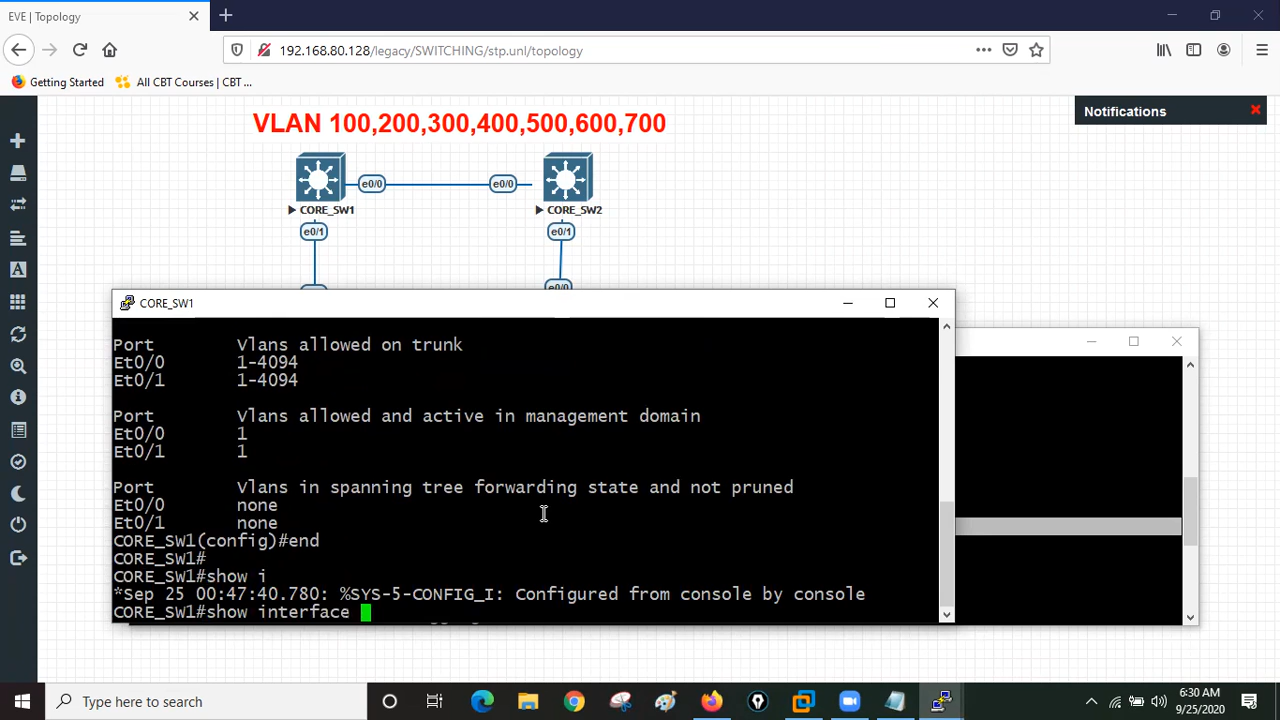 EVE | Topology
192.168.80.128/legacy/SWITCHING/stp.unl/topology
Getting Started
All CBT Courses | CBT ...
Notifications
VLAN 100,200,300,400,500,600,700
e0/0
e0/0
CORE_SW1
CORE_SW2
e0/1
e0/1
e0/0
CORE_SW1
Port Vlans allowed on trunk
Et0/0 1-4094
Et0/1 1-4094
Port Vlans allowed and active in management domain
Et0/0 1
Et0/1 1
Port Vlans in spanning tree forwarding state and not pruned
Et0/0 none
Et0/1 none
CORE_SW1(config)#end
CORE_SW1#
CORE_SW1#show i
*Sep 25 00:47:40.780: %SYS-5-CONFIG_I: Configured from console by console
CORE_SW1#show interface
Type here to search
6:30 AM
9/25/2020